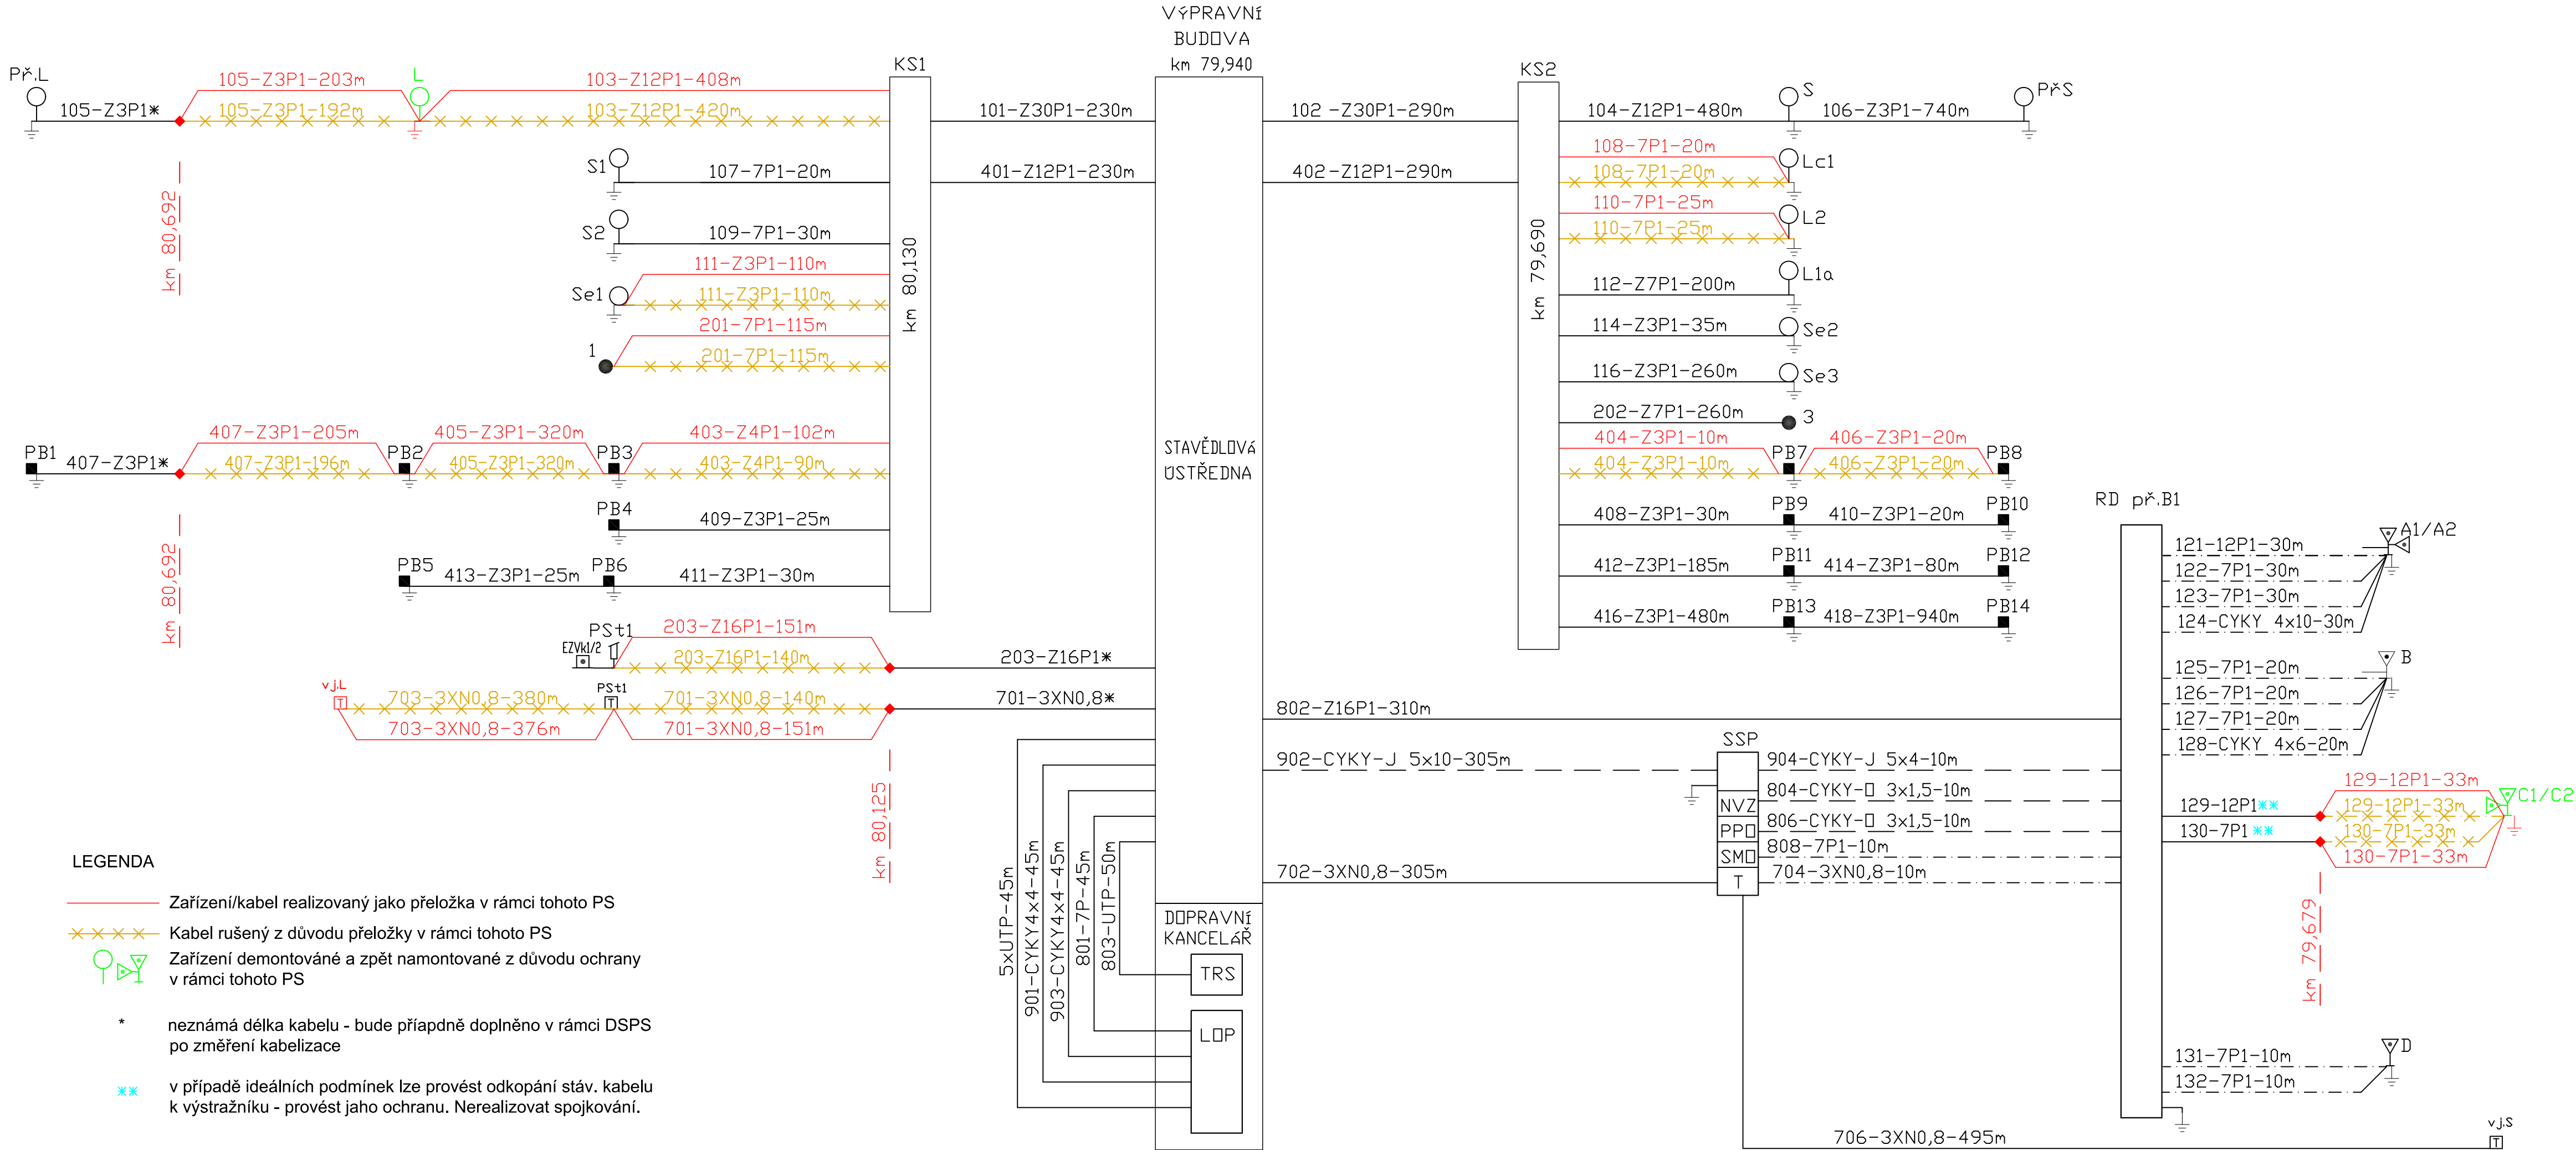 VÝPRAVNÍ
BUDOVA
km 79,940
KS1
KS2
Př.L
105-Z3P1*
105-Z3P1-203m
105-Z3P1-192m
L
103-Z12P1-408m
103-Z12P1-420m
101-Z30P1-230m
102 -Z30P1-290m
104-Z12P1-480m
S
106-Z3P1-740m
PřS
km 80,692
S1
107-7P1-20m
401-Z12P1-230m
402-Z12P1-290m
108-7P1-20m
108-7P1-20m
Lc1
S2
109-7P1-30m
110-7P1-25m
110-7P1-25m
L2
Se1
111-Z3P1-110m
111-Z3P1-110m
km 80,130
km 79,690
112-Z7P1-200m
L1a
1
201-7P1-115m
201-7P1-115m
114-Z3P1-35m
Se2
116-Z3P1-260m
Se3
202-Z7P1-260m
3
PB1
407-Z3P1*
407-Z3P1-205m
407-Z3P1-196m
PB2
405-Z3P1-320m
405-Z3P1-320m
PB3
403-Z4P1-102m
403-Z4P1-90m
STAVĚDLOVÁ
ÚSTŘEDNA
404-Z3P1-10m
404-Z3P1-10m
PB7
406-Z3P1-20m
406-Z3P1-20m
PB8
km 80,692
PB4
409-Z3P1-25m
408-Z3P1-30m
PB9
410-Z3P1-20m
PB10
PB5
413-Z3P1-25m
PB6
411-Z3P1-30m
412-Z3P1-185m
PB11
414-Z3P1-80m
PB12
416-Z3P1-480m
PB13
418-Z3P1-940m
PB14
EZVk1/2
PSt1
203-Z16P1-151m
203-Z16P1-140m
203-Z16P1*
vj.L
703-3XN0,8-380m
703-3XN0,8-376m
PSt1
701-3XN0,8-140m
701-3XN0,8-151m
701-3XN0,8*
T
T
km 80,125
802-Z16P1-310m
902-CYKY-J 5x10-305m
702-3XN0,8-305m
SSP
NVZ
PPO
SMO
T
904-CYKY-J 5x4-10m
804-CYKY-O 3x1,5-10m
806-CYKY-O 3x1,5-10m
808-7P1-10m
704-3XN0,8-10m
706-3XN0,8-495m
vj.S
T
RD př.B1
121-12P1-30m
122-7P1-30m
123-7P1-30m
124-CYKY 4x10-30m
A1/A2
125-7P1-20m
126-7P1-20m
127-7P1-20m
128-CYKY 4x6-20m
B
129-12P1**
130-7P1 **
129-12P1-33m
129-12P1-33m
130-7P1-33m
130-7P1-33m
C1/C2
km 79,679
131-7P1-10m
132-7P1-10m
D
5xUTP-45m
901-CYKY4x4-45m
903-CYKY4x4-45m
801-7P-45m
803-UTP-50m
DOPRAVNÍ
KANCELÁŘ
TRS
LOP
LEGENDA
Zařízení/kabel realizovaný jako přeložka v rámci tohoto PS
Kabel rušený z důvodu přeložky v rámci tohoto PS
Zařízení demontováné a zpět namontované z důvodu ochrany
v rámci tohoto PS
* neznámá délka kabelu - bude příapdně doplněno v rámci DSPS
po změření kabelizace
** v případě ideálních podmínek lze provést odkopání stáv. kabelu
k výstražníku - provést jaho ochranu. Nerealizovat spojkování.